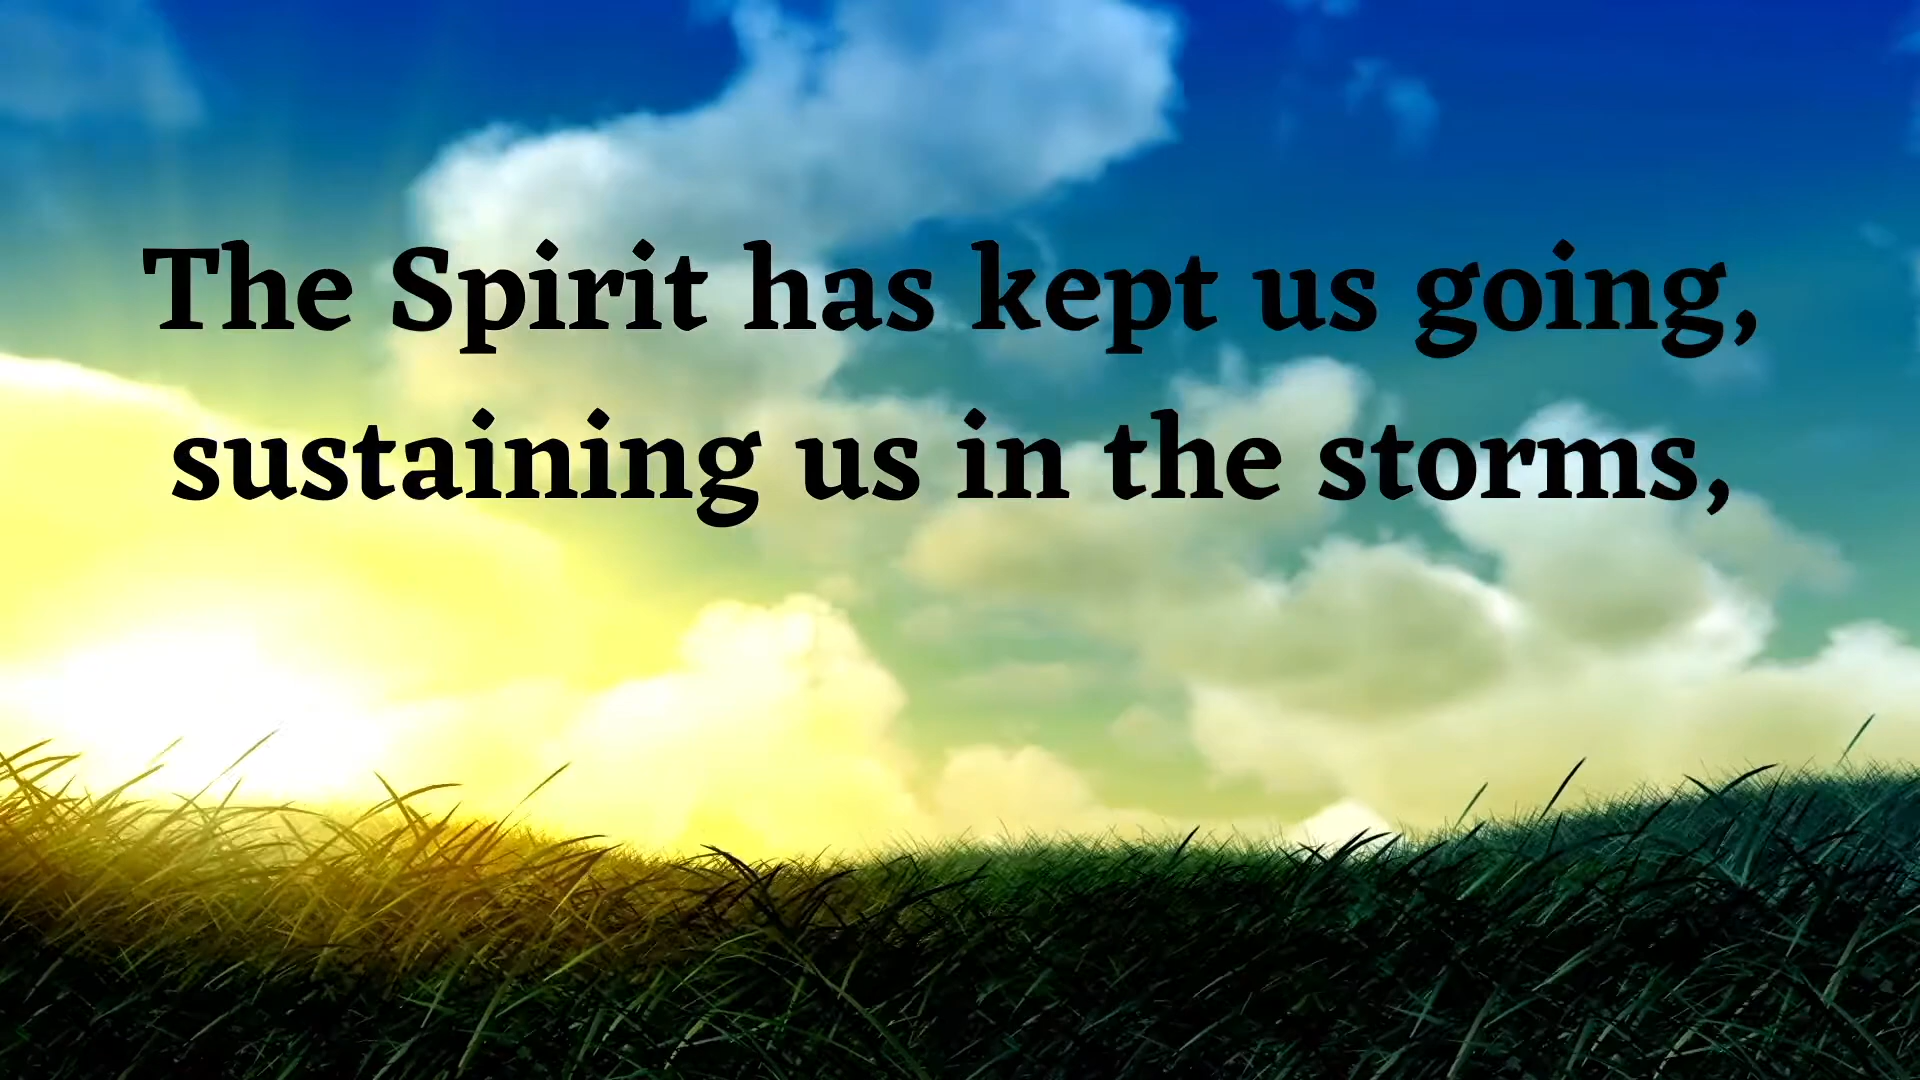 The Spirit has kept us going,
sustaining us in the storms,